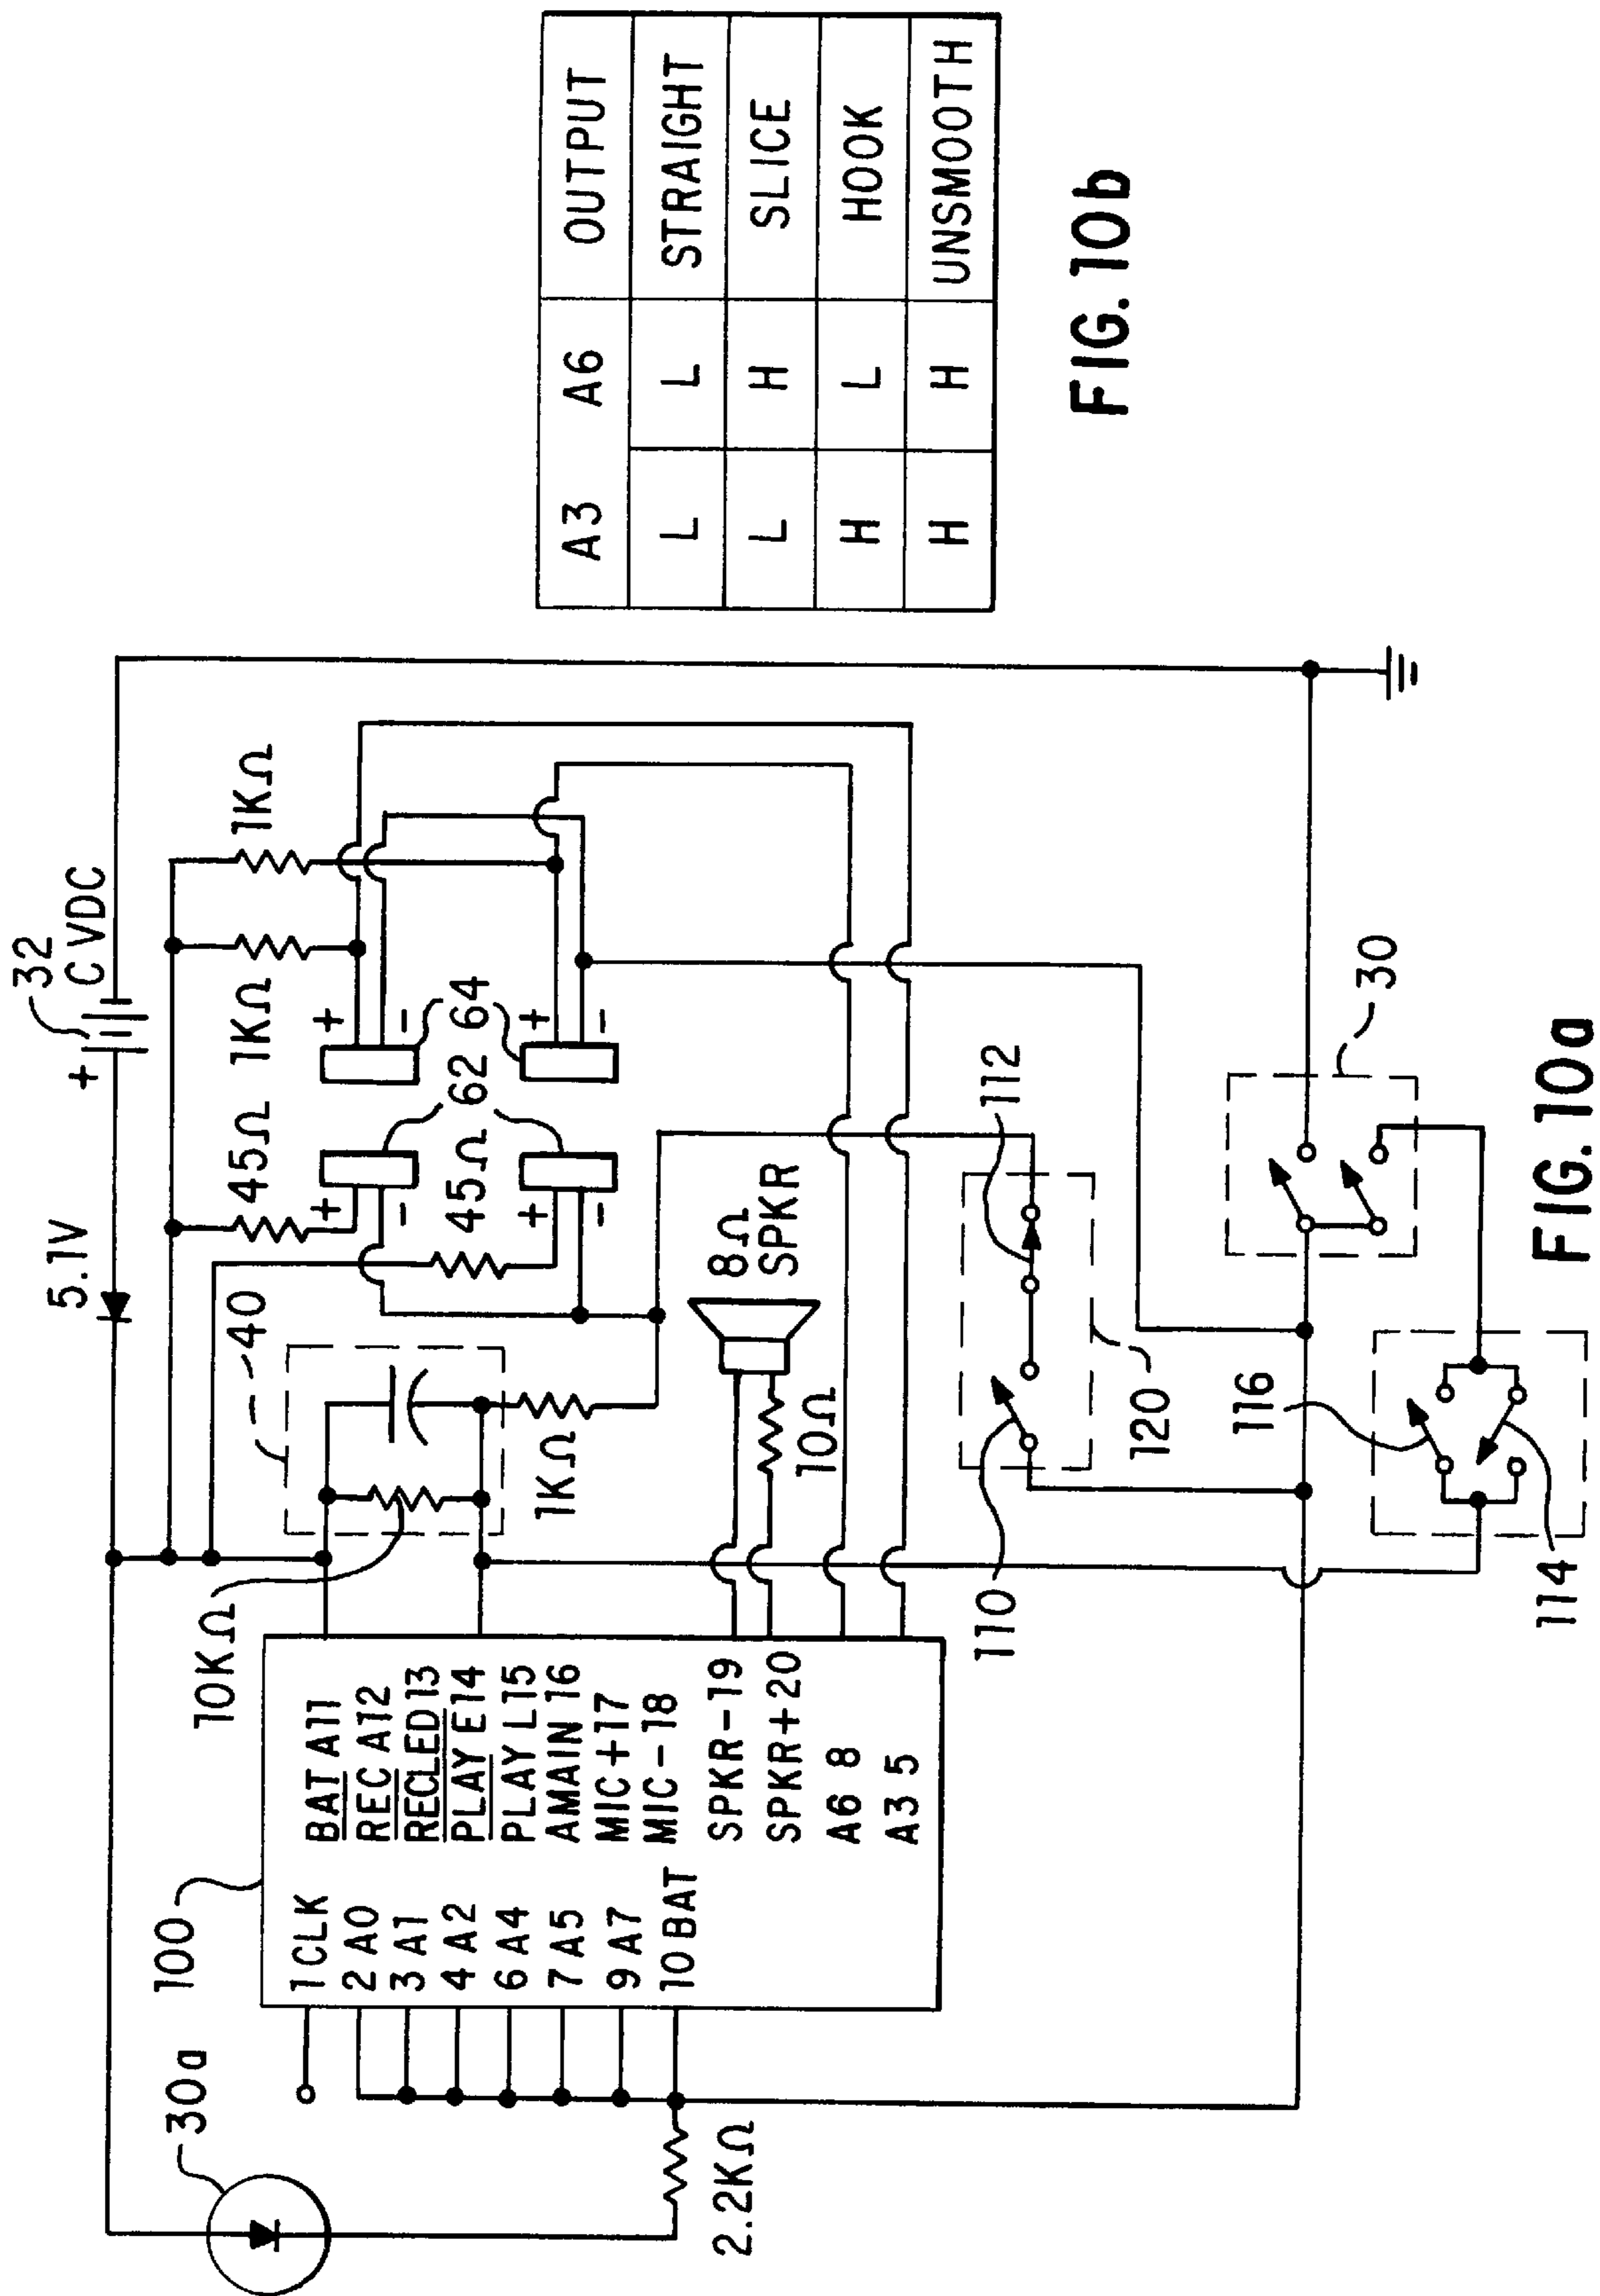 32
C VDC
5.1V
40
45Ω
1KΩ
1KΩ
+
+
-
+
-
64
62
+
-
+
-
45Ω
10KΩ
1KΩ
8Ω
SPKR
10Ω
112
110
120
30
116
114
30a
100
1 CLK
2 A0
3 A1
4 A2
6 A4
7 A5
9 A7
10 BAT
BAT A11
REC A12
RECLED 13
PLAY E14
PLAY L15
AMAIN 16
MIC+17
MIC-18
SPKR-19
SPKR+20
A6 8
A3 5
2.2KΩ
FIG. 10a
A3 A6 OUTPUT
L L STRAIGHT
L H SLICE
H L HOOK
H H UNSMOOTH
FIG. 10b